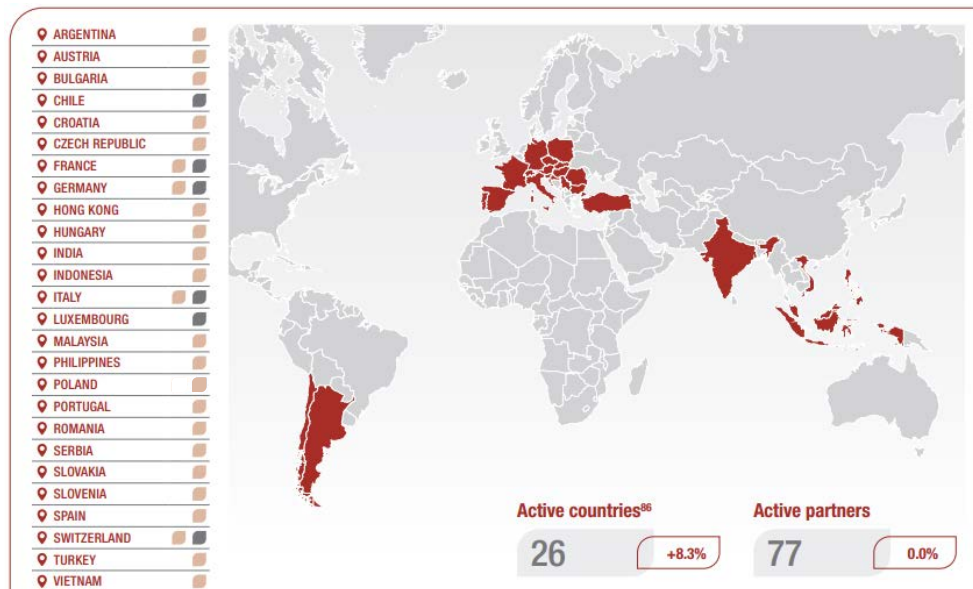 ARGENTINA
AUSTRIA
BULGARIA
CHILE
CROATIA
CZECH REPUBLIC
FRANCE
GERMANY
HONG KONG
HUNGARY
INDIA
INDONESIA
ITALY
LUXEMBOURG
MALAYSIA
PHILIPPINES
POLAND
PORTUGAL
ROMANIA
SERBIA
SLOVAKIA
SLOVENIA
SPAIN
SWITZERLAND
TURKEY
VIETNAM
Active countries⁸⁶
26 +8.3%
Active partners
77 0.0%